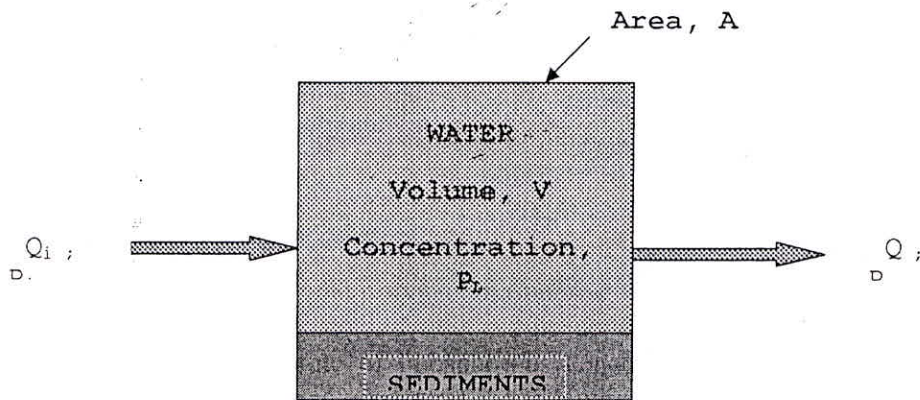 Area, A
WATER
Volume, V
Concentration,
PL
Qi ;
Q ;
SEDIMENTS